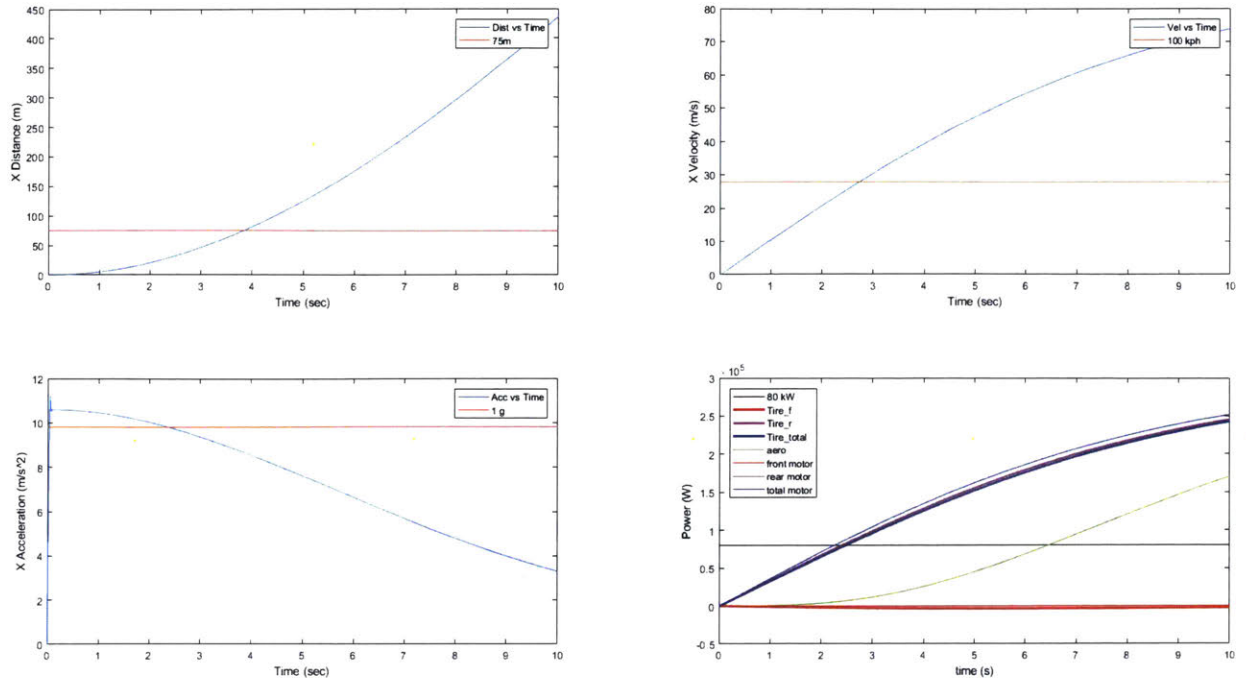 450
400
350
300
250
200
150
100
50
0
X Distance (m)
Dist vs Time
75m
0 1 2 3 4 5 6 7 8 9 10
Time (sec)
80
70
60
50
40
30
20
10
0
X Velocity (m/s)
Vel vs Time
100 kph
0 1 2 3 4 5 6 7 8 9 10
Time (sec)
12
10
8
6
4
2
0
X Acceleration (m/s^2)
Acc vs Time
1 g
0 1 2 3 4 5 6 7 8 9 10
Time (sec)
× 10^5
3
2.5
2
1.5
1
0.5
0
-0.5
Power (W)
80 kW
Tire_f
Tire_r
Tire_total
aero
front motor
rear motor
total motor
0 1 2 3 4 5 6 7 8 9 10
time (s)